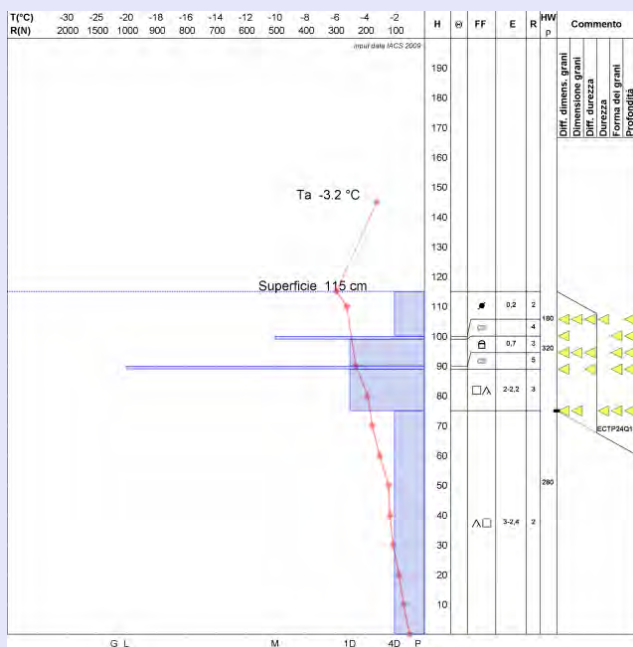 T(°C) -30 -25 -20 -16 -14 -12 -10 -8 -6 -4 -2 H Θ FF E R HW Commento
R(N) 2000 1500 1000 900 800 700 600 500 400 300 200 100 P
input data IACS 2009
Diff. dimens. grani
Dimensione grani
Diff. durezza
Durezza
Forma dei grani
Profondità
190
180
170
160
150
Ta -3.2 °C
140
130
120
Superficie 115 cm
110 0,2 2
180
4
100
0,7 3
320
90 5
80 2-2,2 3
70
ECTP24Q1
60
50 280
40 3-2,4 2
30
20
10
G L M 1D 4D P